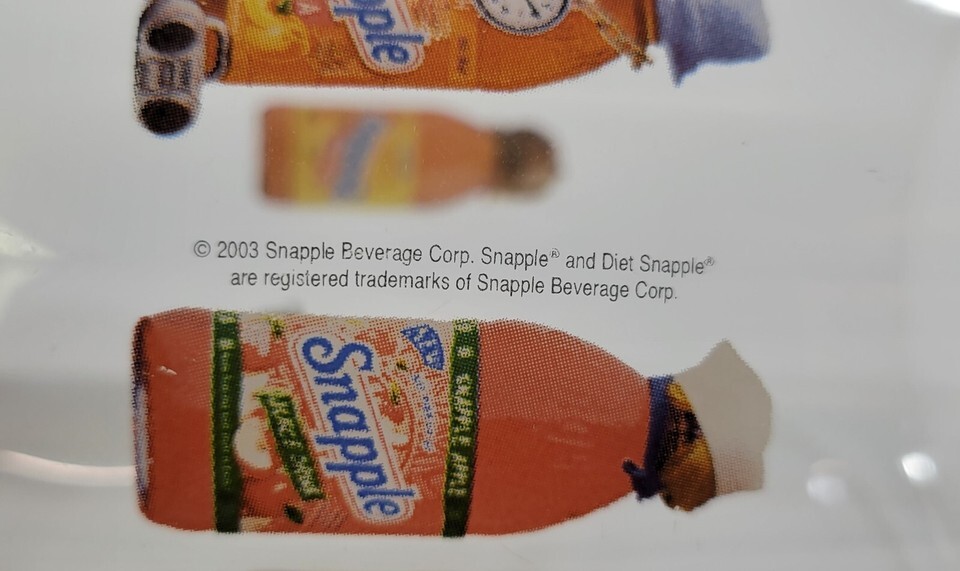 pple
© 2003 Snapple Beverage Corp. Snapple® and Diet Snapple®
are registered trademarks of Snapple Beverage Corp.
NEW
Snapple
SNAPPLE APPLE